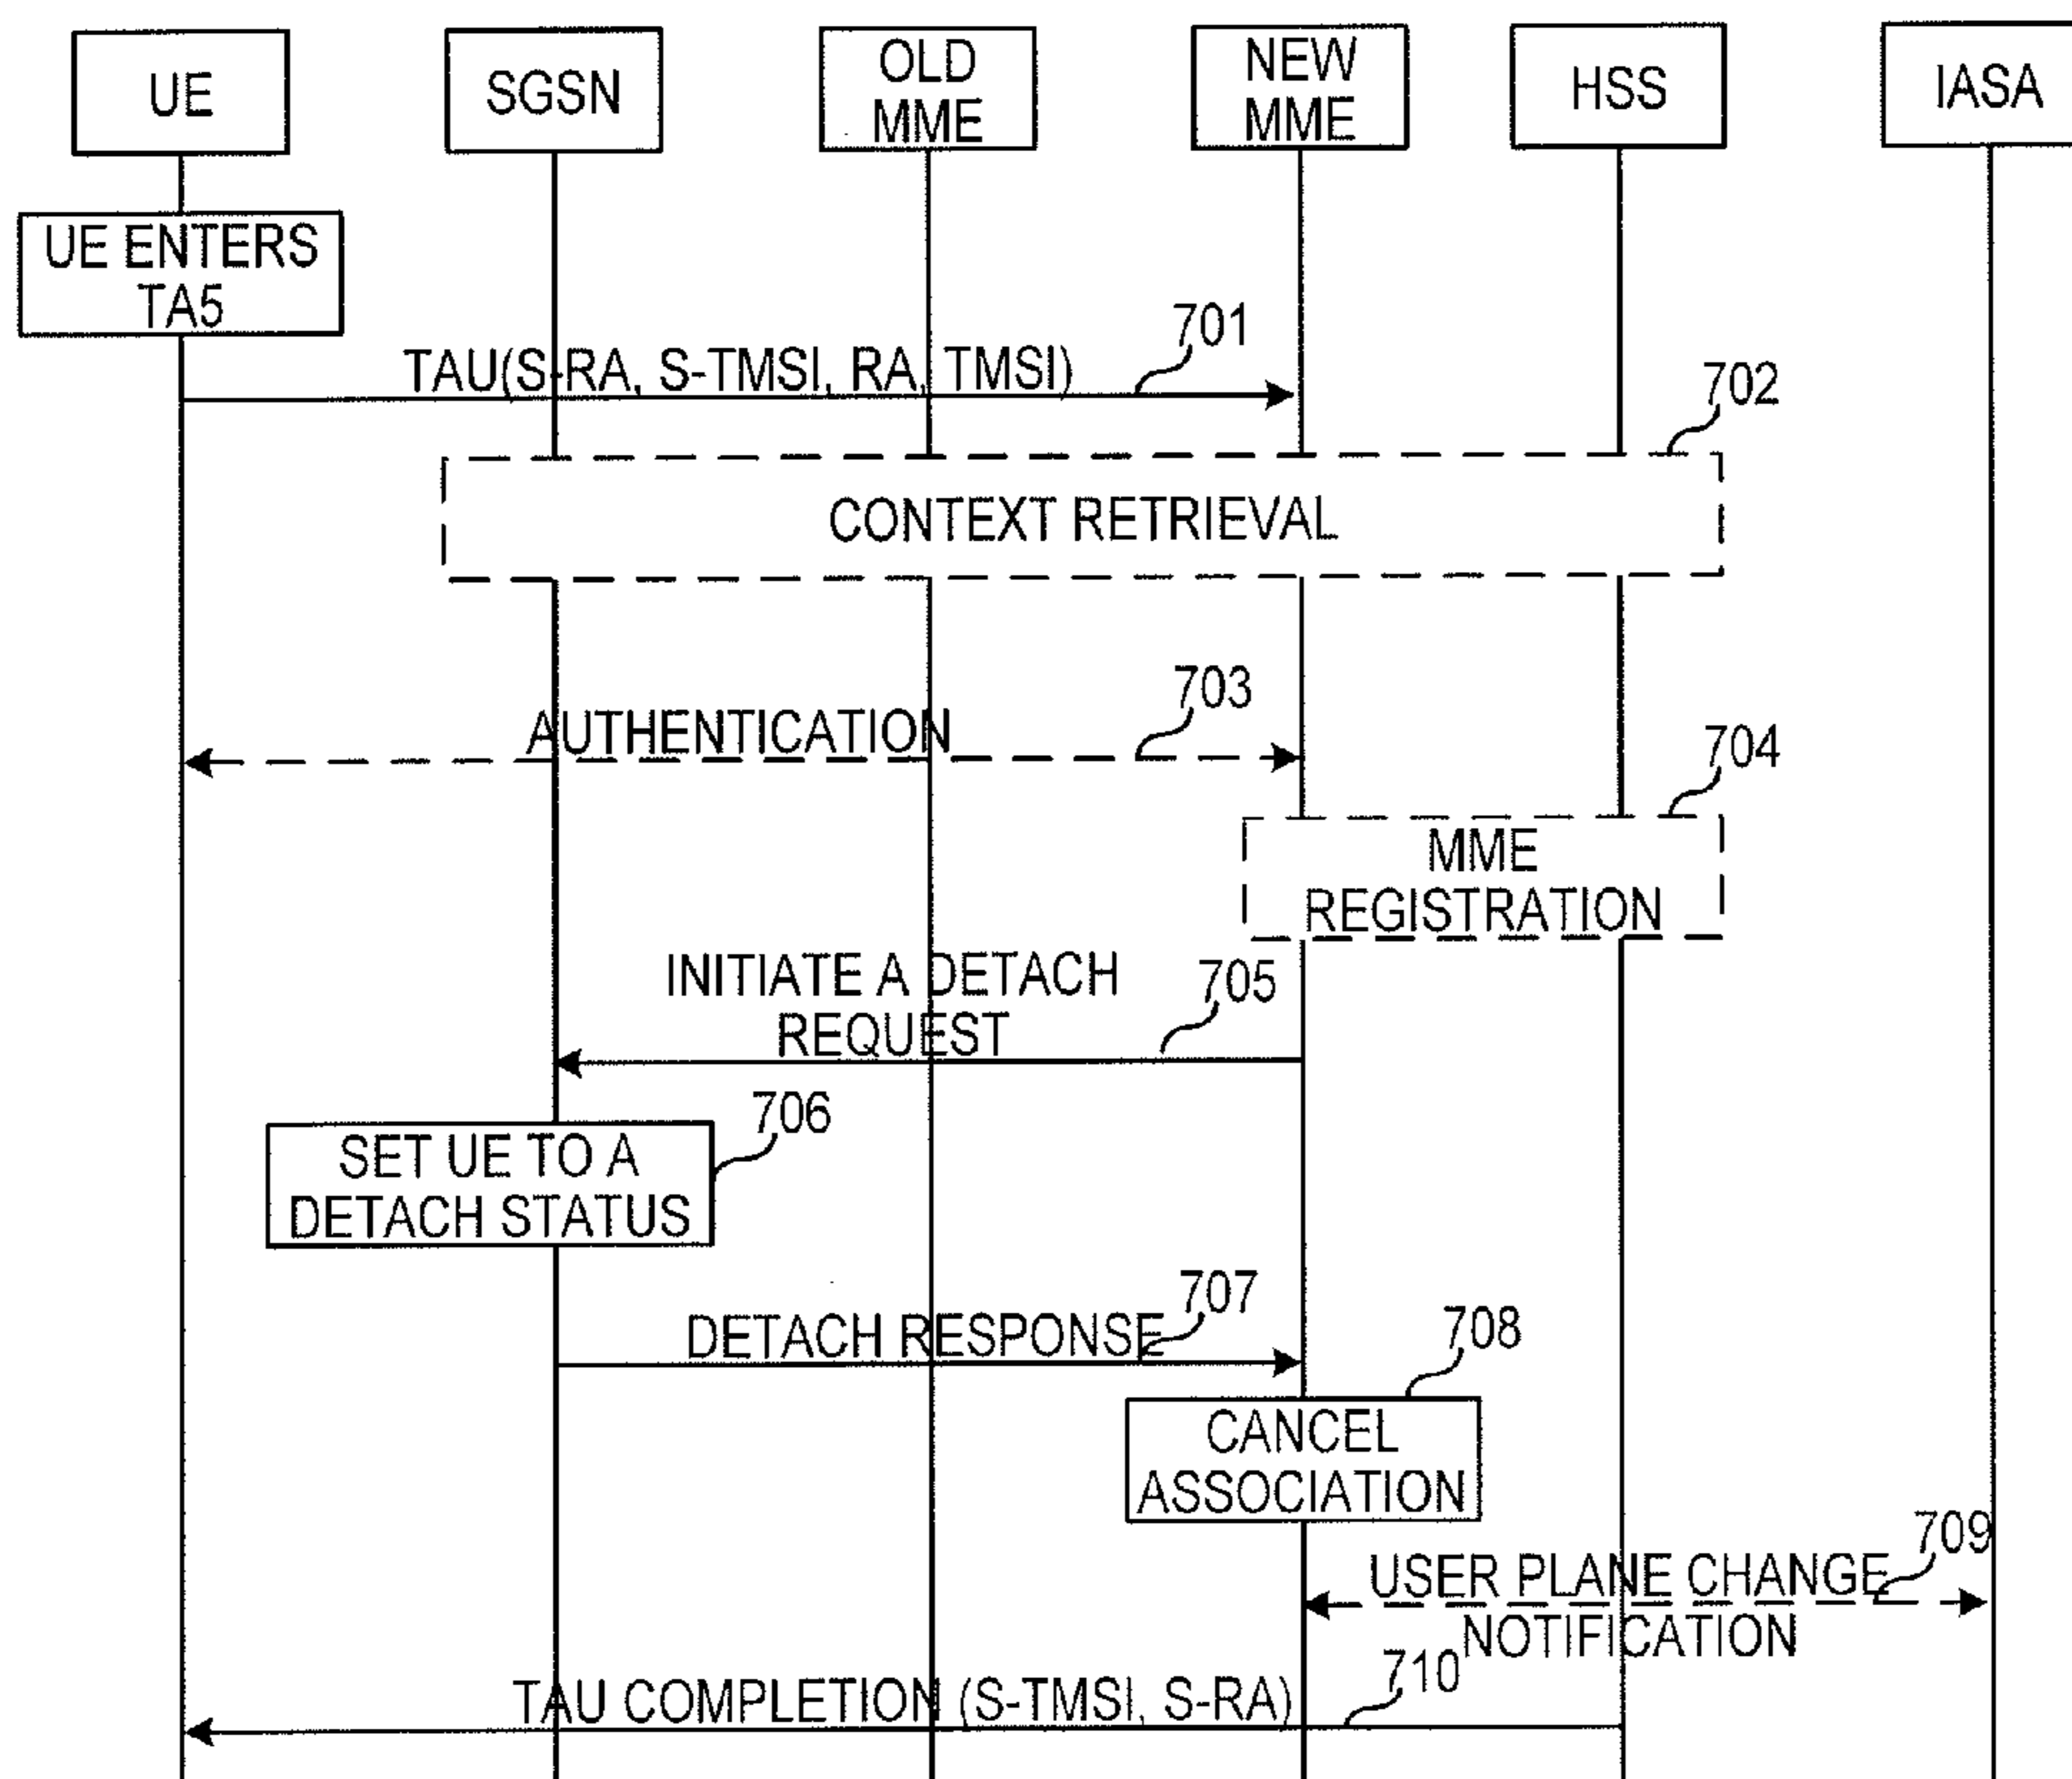 UE
SGSN
OLD
MME
NEW
MME
HSS
IASA
UE ENTERS
TA5
701
TAU(S-RA, S-TMSI, RA, TMSI)
702
CONTEXT RETRIEVAL
703
AUTHENTICATION
704
MME
REGISTRATION
INITIATE A DETACH
REQUEST
705
706
SET UE TO A
DETACH STATUS
707
DETACH RESPONSE
708
CANCEL
ASSOCIATION
709
USER PLANE CHANGE
NOTIFICATION
710
TAU COMPLETION (S-TMSI, S-RA)